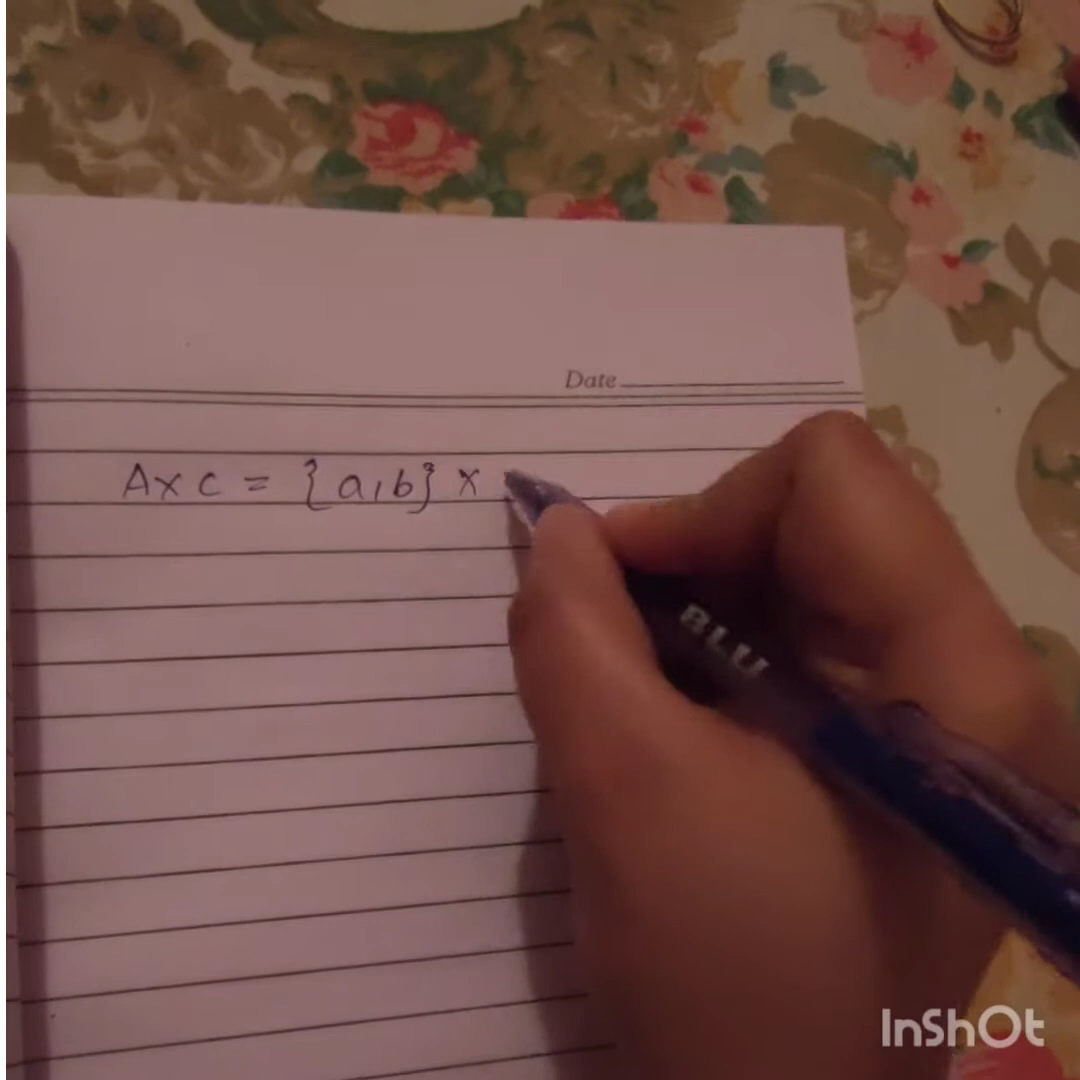 Date
A × C = {a,b} ×
BLU
InShOt